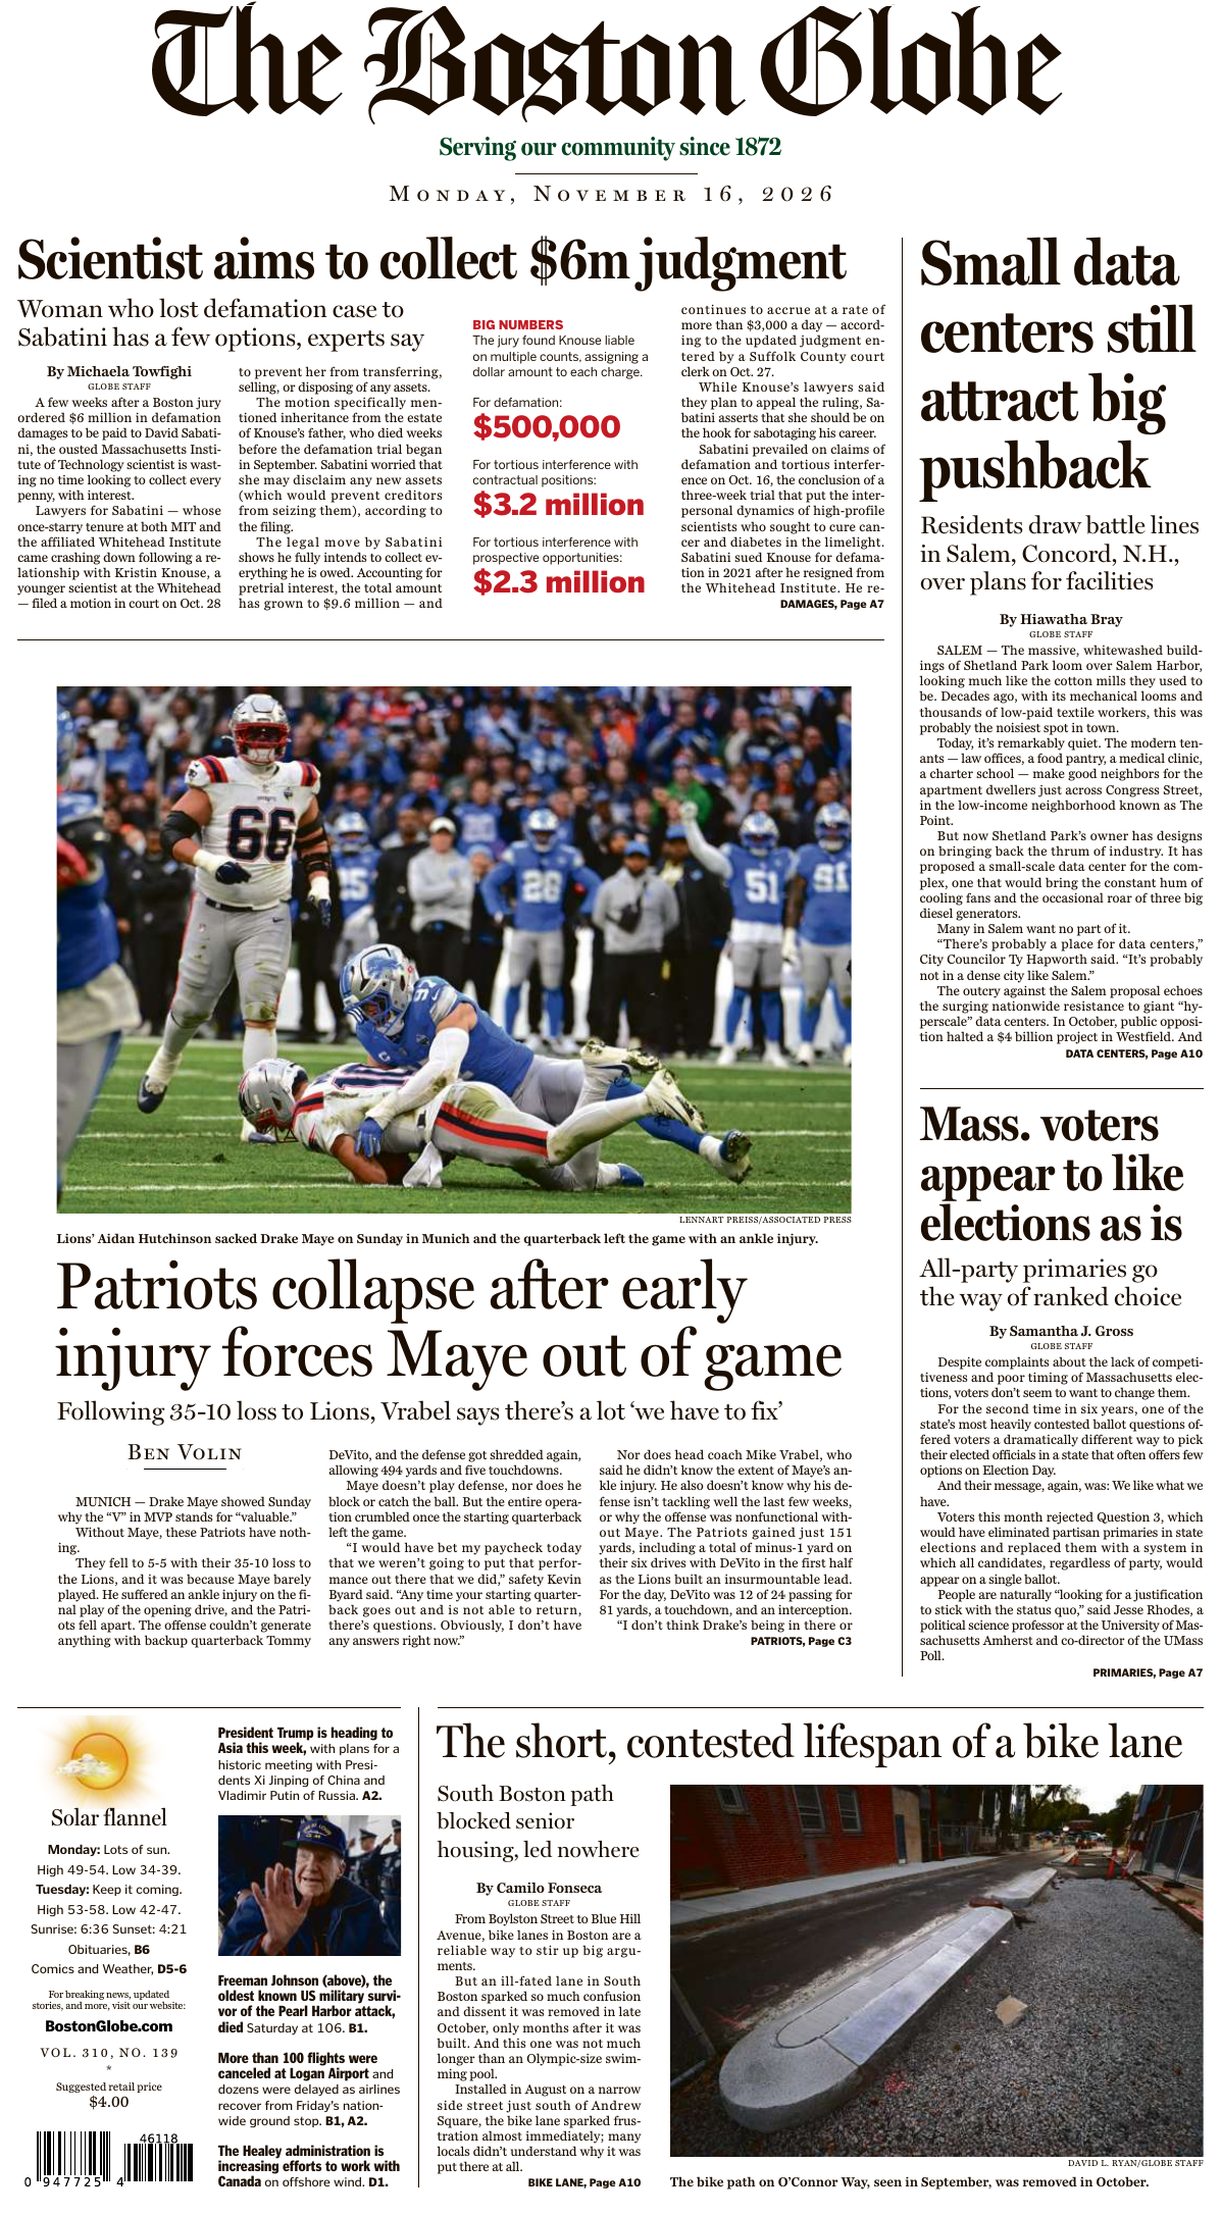 The Boston Globe
Serving our community since 1872
Monday, November 16, 2026
Scientist aims to collect $6m judgment
Woman who lost defamation case to
Sabatini has a few options, experts say
By Michaela Towfighi
GLOBE STAFF
A few weeks after a Boston jury
ordered $6 million in defamation
damages to be paid to David Sabati-
ni, the ousted Massachusetts Insti-
tute of Technology scientist is wast-
ing no time looking to collect every
penny, with interest.
Lawyers for Sabatini — whose
once-starry tenure at both MIT and
the affiliated Whitehead Institute
came crashing down following a re-
lationship with Kristin Knouse, a
younger scientist at the Whitehead
— filed a motion in court on Oct. 28
to prevent her from transferring,
selling, or disposing of any assets.
The motion specifically men-
tioned inheritance from the estate
of Knouse's father, who died weeks
before the defamation trial began
in September. Sabatini worried that
she may disclaim any new assets
(which would prevent creditors
from seizing them), according to
the filing.
The legal move by Sabatini
shows he fully intends to collect ev-
erything he is owed. Accounting for
pretrial interest, the total amount
has grown to $9.6 million — and
BIG NUMBERS
The jury found Knouse liable
on multiple counts, assigning a
dollar amount to each charge.
For defamation:
$500,000
For tortious interference with
contractual positions:
$3.2 million
For tortious interference with
prospective opportunities:
$2.3 million
continues to accrue at a rate of
more than $3,000 a day — accord-
ing to the updated judgment en-
tered by a Suffolk County court
clerk on Oct. 27.
While Knouse's lawyers said
they plan to appeal the ruling, Sa-
batini asserts that she should be on
the hook for sabotaging his career.
Sabatini prevailed on claims of
defamation and tortious interfer-
ence on Oct. 16, the conclusion of a
three-week trial that put the inter-
personal dynamics of high-profile
scientists who sought to cure can-
cer and diabetes in the limelight.
Sabatini sued Knouse for defama-
tion in 2021 after he resigned from
the Whitehead Institute. He re-
DAMAGES, Page A7
Small data
centers still
attract big
pushback
Residents draw battle lines
in Salem, Concord, N.H.,
over plans for facilities
By Hiawatha Bray
GLOBE STAFF
SALEM — The massive, whitewashed build-
ings of Shetland Park loom over Salem Harbor,
looking much like the cotton mills they used to
be. Decades ago, with its mechanical looms and
thousands of low-paid textile workers, this was
probably the noisiest spot in town.
Today, it's remarkably quiet. The modern ten-
ants — law offices, a food pantry, a medical clinic,
a charter school — make good neighbors for the
apartment dwellers just across Congress Street,
in the low-income neighborhood known as The
Point.
But now Shetland Park's owner has designs
on bringing back the thrum of industry. It has
proposed a small-scale data center for the com-
plex, one that would bring the constant hum of
cooling fans and the occasional roar of three big
diesel generators.
Many in Salem want no part of it.
"There's probably a place for data centers,"
City Councilor Ty Hapworth said. "It's probably
not in a dense city like Salem."
The outcry against the Salem proposal echoes
the surging nationwide resistance to giant "hy-
perscale" data centers. In October, public opposi-
tion halted a $4 billion project in Westfield. And
DATA CENTERS, Page A10
66
25
28
51
91
97
10
LENNART PREISS/ASSOCIATED PRESS
Lions' Aidan Hutchinson sacked Drake Maye on Sunday in Munich and the quarterback left the game with an ankle injury.
Patriots collapse after early
injury forces Maye out of game
Following 35-10 loss to Lions, Vrabel says there's a lot 'we have to fix'
Ben Volin
MUNICH — Drake Maye showed Sunday
why the "V" in MVP stands for "valuable."
Without Maye, these Patriots have noth-
ing.
They fell to 5-5 with their 35-10 loss to
the Lions, and it was because Maye barely
played. He suffered an ankle injury on the fi-
nal play of the opening drive, and the Patri-
ots fell apart. The offense couldn't generate
anything with backup quarterback Tommy
DeVito, and the defense got shredded again,
allowing 494 yards and five touchdowns.
Maye doesn't play defense, nor does he
block or catch the ball. But the entire opera-
tion crumbled once the starting quarterback
left the game.
"I would have bet my paycheck today
that we weren't going to put that perfor-
mance out there that we did," safety Kevin
Byard said. "Any time your starting quarter-
back goes out and is not able to return,
there's questions. Obviously, I don't have
any answers right now."
Nor does head coach Mike Vrabel, who
said he didn't know the extent of Maye's an-
kle injury. He also doesn't know why his de-
fense isn't tackling well the last few weeks,
or why the offense was nonfunctional with-
out Maye. The Patriots gained just 151
yards, including a total of minus-1 yard on
their six drives with DeVito in the first half
as the Lions built an insurmountable lead.
For the day, DeVito was 12 of 24 passing for
81 yards, a touchdown, and an interception.
"I don't think Drake's being in there or
PATRIOTS, Page C3
Mass. voters
appear to like
elections as is
All-party primaries go
the way of ranked choice
By Samantha J. Gross
GLOBE STAFF
Despite complaints about the lack of competi-
tiveness and poor timing of Massachusetts elec-
tions, voters don't seem to want to change them.
For the second time in six years, one of the
state's most heavily contested ballot questions of-
fered voters a dramatically different way to pick
their elected officials in a state that often offers few
options on Election Day.
And their message, again, was: We like what we
have.
Voters this month rejected Question 3, which
would have eliminated partisan primaries in state
elections and replaced them with a system in
which all candidates, regardless of party, would
appear on a single ballot.
People are naturally "looking for a justification
to stick with the status quo," said Jesse Rhodes, a
political science professor at the University of Mas-
sachusetts Amherst and co-director of the UMass
Poll.
PRIMARIES, Page A7
Solar flannel
Monday: Lots of sun.
High 49-54. Low 34-39.
Tuesday: Keep it coming.
High 53-58. Low 42-47.
Sunrise: 6:36 Sunset: 4:21
Obituaries, B6
Comics and Weather, D5-6
For breaking news, updated
stories, and more, visit our website:
BostonGlobe.com
VOL. 310, NO. 139
*
Suggested retail price
$4.00
46118
0 947725 4
President Trump is heading to
Asia this week, with plans for a
historic meeting with Presi-
dents Xi Jinping of China and
Vladimir Putin of Russia. A2.
Freeman Johnson (above), the
oldest known US military survi-
vor of the Pearl Harbor attack,
died Saturday at 106. B1.
More than 100 flights were
canceled at Logan Airport and
dozens were delayed as airlines
recover from Friday's nation-
wide ground stop. B1, A2.
The Healey administration is
increasing efforts to work with
Canada on offshore wind. D1.
The short, contested lifespan of a bike lane
South Boston path
blocked senior
housing, led nowhere
By Camilo Fonseca
GLOBE STAFF
From Boylston Street to Blue Hill
Avenue, bike lanes in Boston are a
reliable way to stir up big argu-
ments.
But an ill-fated lane in South
Boston sparked so much confusion
and dissent it was removed in late
October, only months after it was
built. And this one was not much
longer than an Olympic-size swim-
ming pool.
Installed in August on a narrow
side street just south of Andrew
Square, the bike lane sparked frus-
tration almost immediately; many
locals didn't understand why it was
put there at all.
BIKE LANE, Page A10
DAVID L. RYAN/GLOBE STAFF
The bike path on O'Connor Way, seen in September, was removed in October.